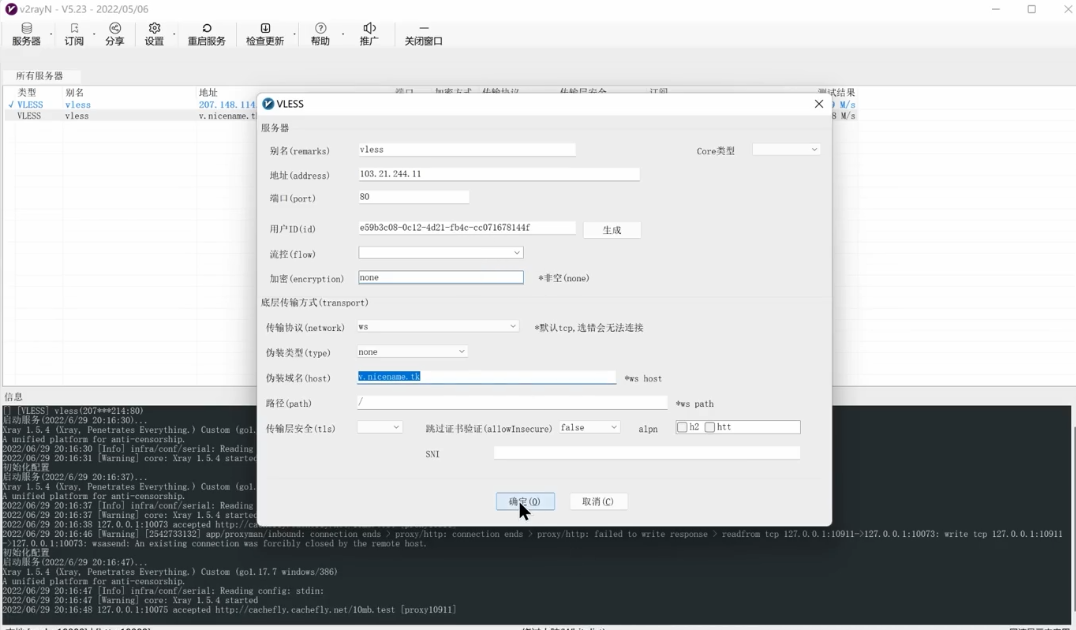 v2rayN - V5.23 - 2022/05/06
服务器 订阅 分享 设置 重启服务 检查更新 帮助 推广 关闭窗口
所有服务器
类型 别名 地址 端口 加密方式 传输协议 传输层安全 订阅 测试结果
√ VLESS vless 207.148.114 M/s
VLESS vless v.nicename.t 8 M/s
VLESS
服务器
别名(remarks) vless Core类型
地址(address) 103.21.244.11
端口(port) 80
用户ID(id) e59b3c08-0c12-4d21-fb4c-cc071678144f 生成
流控(flow)
加密(encryption) none *非空(none)
底层传输方式(transport)
传输协议(network) ws *默认tcp,选错会无法连接
伪装类型(type) none
伪装域名(host) v.nicename.tk *ws host
路径(path) / *ws path
传输层安全(tls) 跳过证书验证(allowInsecure) false alpn h2 htt
SNI
确定(O) 取消(C)
信息
[] [VLESS] vless(207***214:80)
启动服务(2022/6/29 20:16:30)...
Xray 1.5.4 (Xray, Penetrates Everything.) Custom (go1.
A unified platform for anti-censorship.
2022/06/29 20:16:30 [Info] infra/conf/serial: Reading
2022/06/29 20:16:31 [Warning] core: Xray 1.5.4 started
初始化配置
启动服务(2022/6/29 20:16:37)...
Xray 1.5.4 (Xray, Penetrates Everything.) Custom (go1.
A unified platform for anti-censorship.
2022/06/29 20:16:37 [Info] infra/conf/serial: Reading
2022/06/29 20:16:37 [Warning] core: Xray 1.5.4 started
2022/06/29 20:16:38 127.0.0.1:10073 accepted http://
2022/06/29 20:16:46 [Warning] [2542733132] app/proxyman/inbound: connection ends > proxy/http: connection ends > proxy/http: failed to write response > readfrom tcp 127.0.0.1:10911->127.0.0.1:10073: write tcp 127.0.0.1:10911
->127.0.0.1:10073: wsasend: An existing connection was forcibly closed by the remote host.
初始化配置
启动服务(2022/6/29 20:16:47)...
Xray 1.5.4 (Xray, Penetrates Everything.) Custom (go1.17.7 windows/386)
A unified platform for anti-censorship.
2022/06/29 20:16:47 [Info] infra/conf/serial: Reading config: stdin:
2022/06/29 20:16:47 [Warning] core: Xray 1.5.4 started
2022/06/29 20:16:48 127.0.0.1:10075 accepted http://cachefly.cachefly.net/10mb.test [proxy10911]